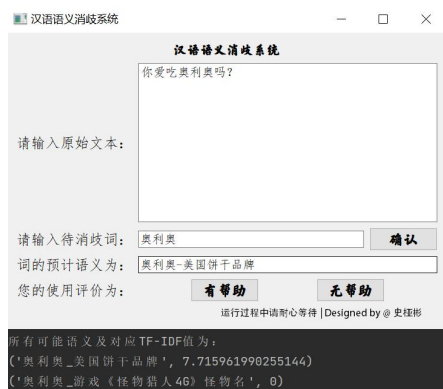 汉语语义消歧系统
汉语语义消歧系统
你爱吃奥利奥吗?
请输入原始文本:
请输入待消歧词: 奥利奥 确认
词的预计语义为: 奥利奥-美国饼干品牌
您的使用评价为: 有帮助 无帮助
运行过程中请耐心等待 | Designed by @ 史桠彬
所有可能语义及对应TF-IDF值为:
('奥利奥_美国饼干品牌', 7.715961990255144)
('奥利奥_游戏《怪物猎人4G》怪物名', 0)